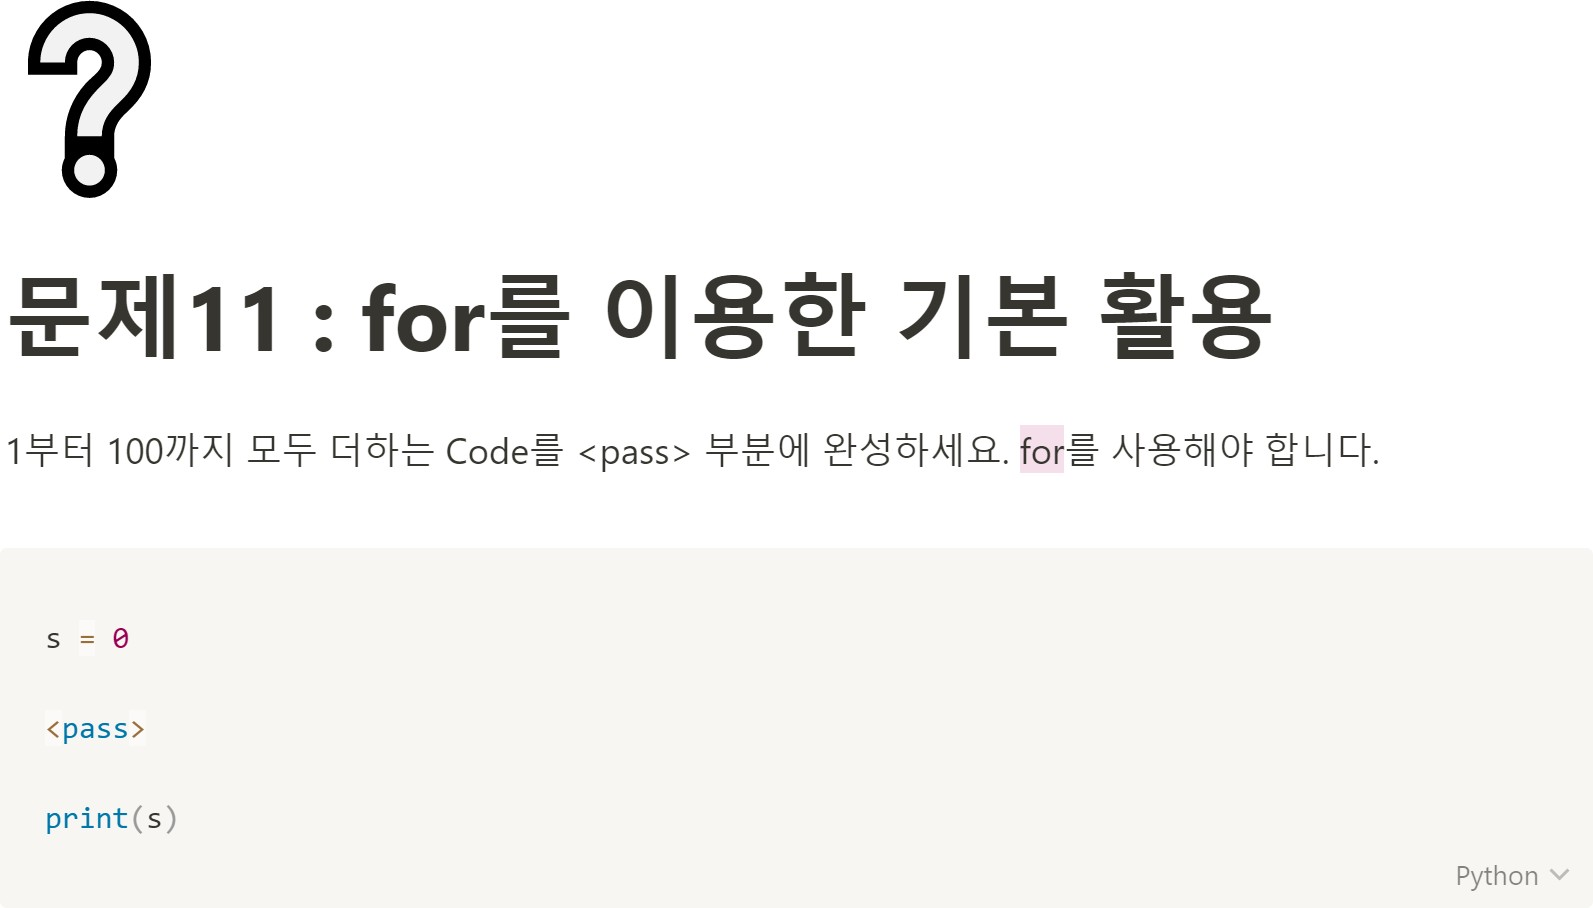 문제11 : for를 이용한 기본 활용
1부터 100까지 모두 더하는 Code를 <pass> 부분에 완성하세요. for를 사용해야 합니다.
s = 0
<pass>
print(s)
Python